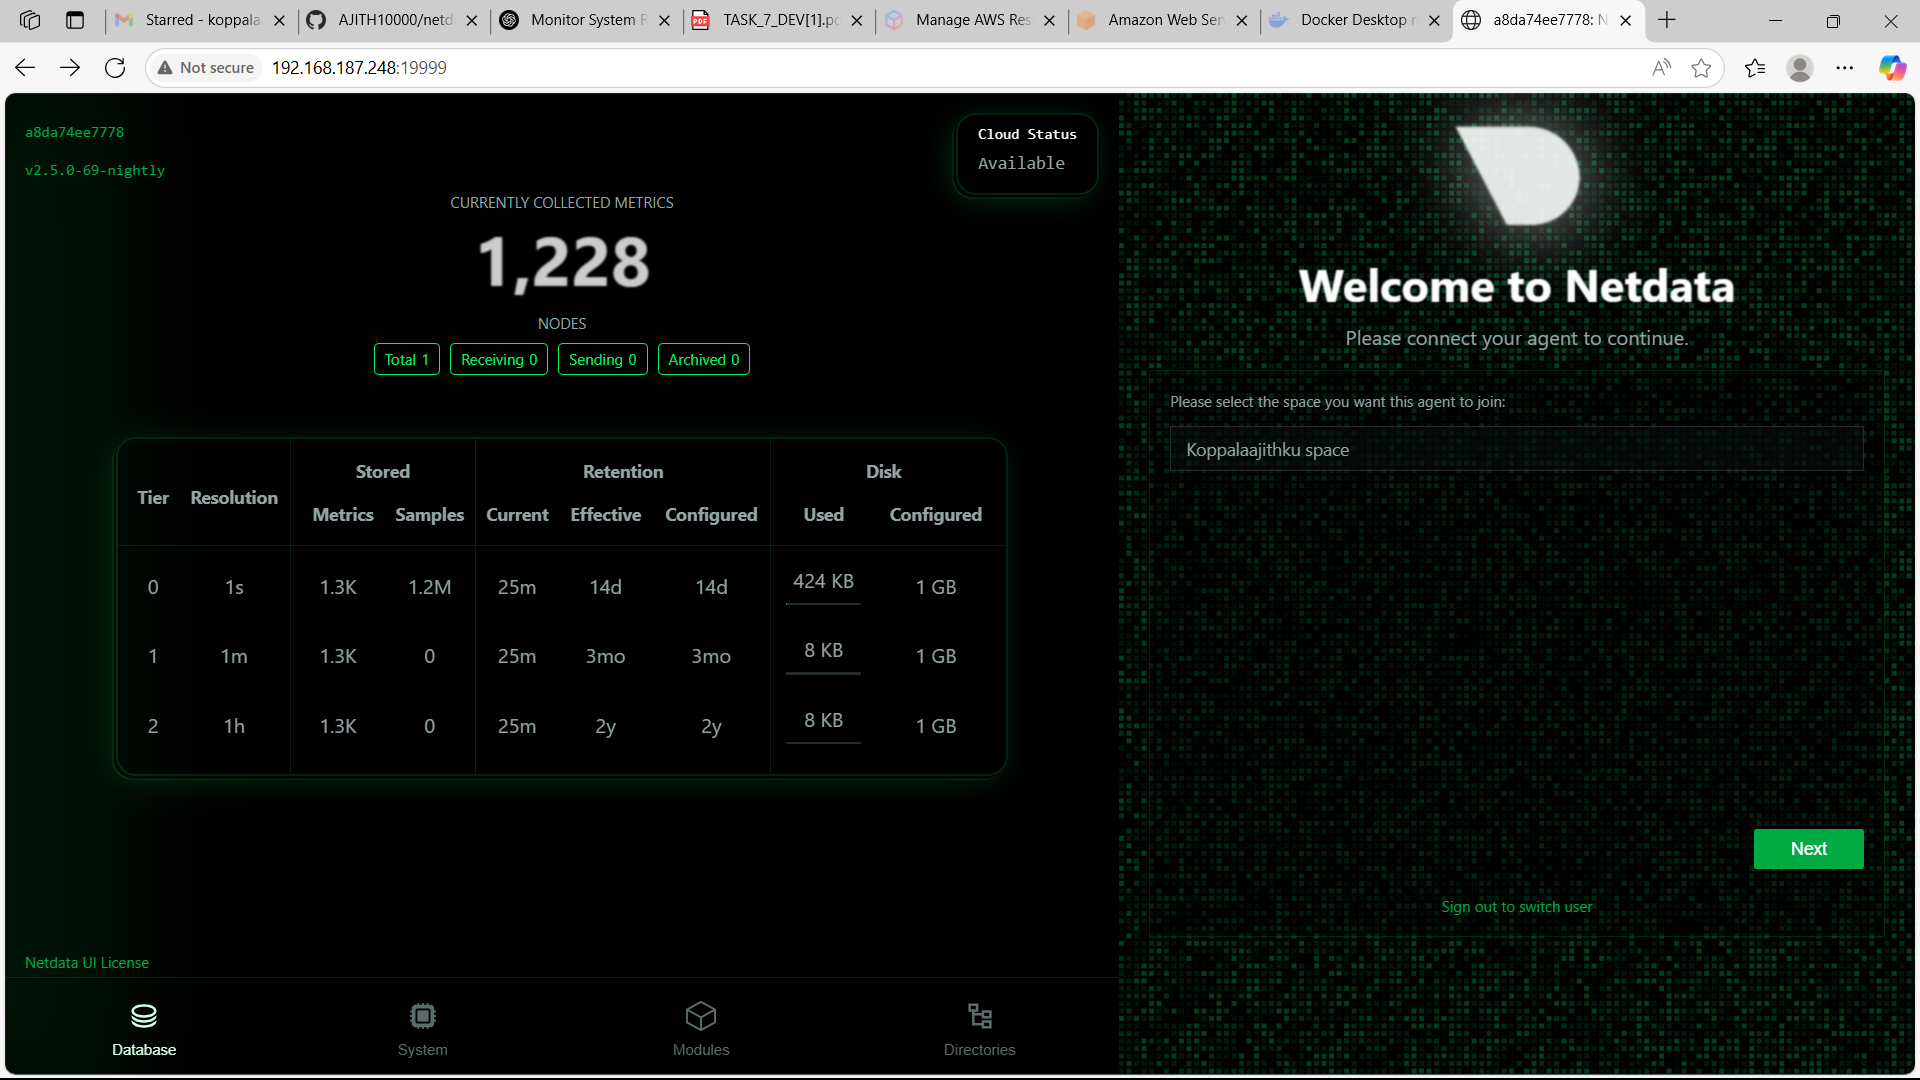 Starred - koppala
AJITH10000/netd
Monitor System R
TASK_7_DEV[1].pc
Manage AWS Res
Amazon Web Ser
Docker Desktop r
a8da74ee7778: N
Not secure
192.168.187.248:19999
a8da74ee7778
v2.5.0-69-nightly
Cloud Status
Available
CURRENTLY COLLECTED METRICS
1,228
NODES
Total 1
Receiving 0
Sending 0
Archived 0
Stored Retention Disk
Tier Resolution
Metrics Samples Current Effective Configured Used Configured
0 1s 1.3K 1.2M 25m 14d 14d 424 KB 1 GB
1 1m 1.3K 0 25m 3mo 3mo 8 KB 1 GB
2 1h 1.3K 0 25m 2y 2y 8 KB 1 GB
Netdata UI License
Database
System
Modules
Directories
Welcome to Netdata
Please connect your agent to continue.
Please select the space you want this agent to join:
Koppalaajithku space
Next
Sign out to switch user